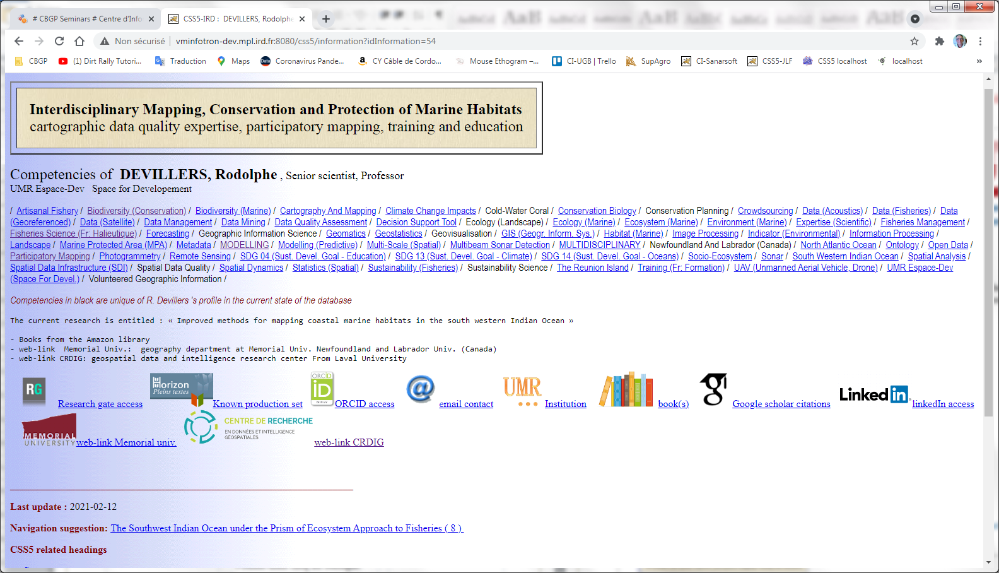 # CBGP Seminars # Centre d'Info
CSS5-IRD : DEVILLERS, Rodolphe
Non sécurisé | vminfotron-dev.mpl.ird.fr:8080/css5/information?idInformation=54
CBGP (1) Dirt Rally Tutori... Traduction Maps Data Coronavirus Pande... CY Câble de Cordo... Mouse Ethogram –... CI-UGB | Trello SupAgro CI-Sanarsoft CSS5-JLF CSS5 localhost localhost »
Interdisciplinary Mapping, Conservation and Protection of Marine Habitats
cartographic data quality expertise, participatory mapping, training and education
Competencies of DEVILLERS, Rodolphe , Senior scientist, Professor
UMR Espace-Dev Space for Developement
/ Artisanal Fishery / Biodiversity (Conservation) / Biodiversity (Marine) / Cartography And Mapping / Climate Change Impacts / Cold-Water Coral / Conservation Biology / Conservation Planning / Crowdsourcing / Data (Acoustics) / Data (Fisheries) / Data
(Georeferenced) / Data (Satellite) / Data Management / Data Mining / Data Quality Assessment / Decision Support Tool / Ecology (Landscape) / Ecology (Marine) / Ecosystem (Marine) / Environment (Marine) / Expertise (Scientific) / Fisheries Management /
Fisheries Science (Fr: Halieutique) / Forecasting / Geographic Information Science / Geomatics / Geostatistics / Geovisualisation / GIS (Geogr. Inform. Sys.) / Habitat (Marine) / Image Processing / Indicator (Environmental) / Information Processing /
Landscape / Marine Protected Area (MPA) / Metadata / MODELLING / Modelling (Predictive) / Multi-Scale (Spatial) / Multibeam Sonar Detection / MULTIDISCIPLINARY / Newfoundland And Labrador (Canada) / North Atlantic Ocean / Ontology / Open Data /
Participatory Mapping / Photogrammetry / Remote Sensing / SDG 04 (Sust. Devel. Goal - Education) / SDG 13 (Sust. Devel. Goal - Climate) / SDG 14 (Sust. Devel. Goal - Oceans) / Socio-Ecosystem / Sonar / South Western Indian Ocean / Spatial Analysis /
Spatial Data Infrastructure (SDI) / Spatial Data Quality / Spatial Dynamics / Statistics (Spatial) / Sustainability (Fisheries) / Sustainability Science / The Reunion Island / Training (Fr: Formation) / UAV (Unmanned Aerial Vehicle, Drone) / UMR Espace-Dev
(Space For Devel.) / Volunteered Geographic Information /
Competencies in black are unique of R. Devillers 's profile in the current state of the database
The current research is entitled : « Improved methods for mapping coastal marine habitats in the south western Indian Ocean »
- Books from the Amazon library
- web-link Memorial Univ.: geography department at Memorial Univ. Newfoundland and Labrador Univ. (Canada)
- web-link CRDIG: geospatial data and intelligence research center From Laval University
RG Research gate access
Horizon
Pleins textes
Known production set
ORCID
iD
DISPLAY
ORCID access
@ email contact
UMR Institution
book(s)
g Google scholar citations
Linked in linkedIn access
MEMORIAL
UNIVERSITY web-link Memorial univ.
CENTRE DE RECHERCHE
EN DONNÉES ET INTELLIGENCE
GÉOSPATIALES
web-link CRDIG
Last update : 2021-02-12
Navigation suggestion: The Southwest Indian Ocean under the Prism of Ecosystem Approach to Fisheries ( 8 )
CSS5 related headings